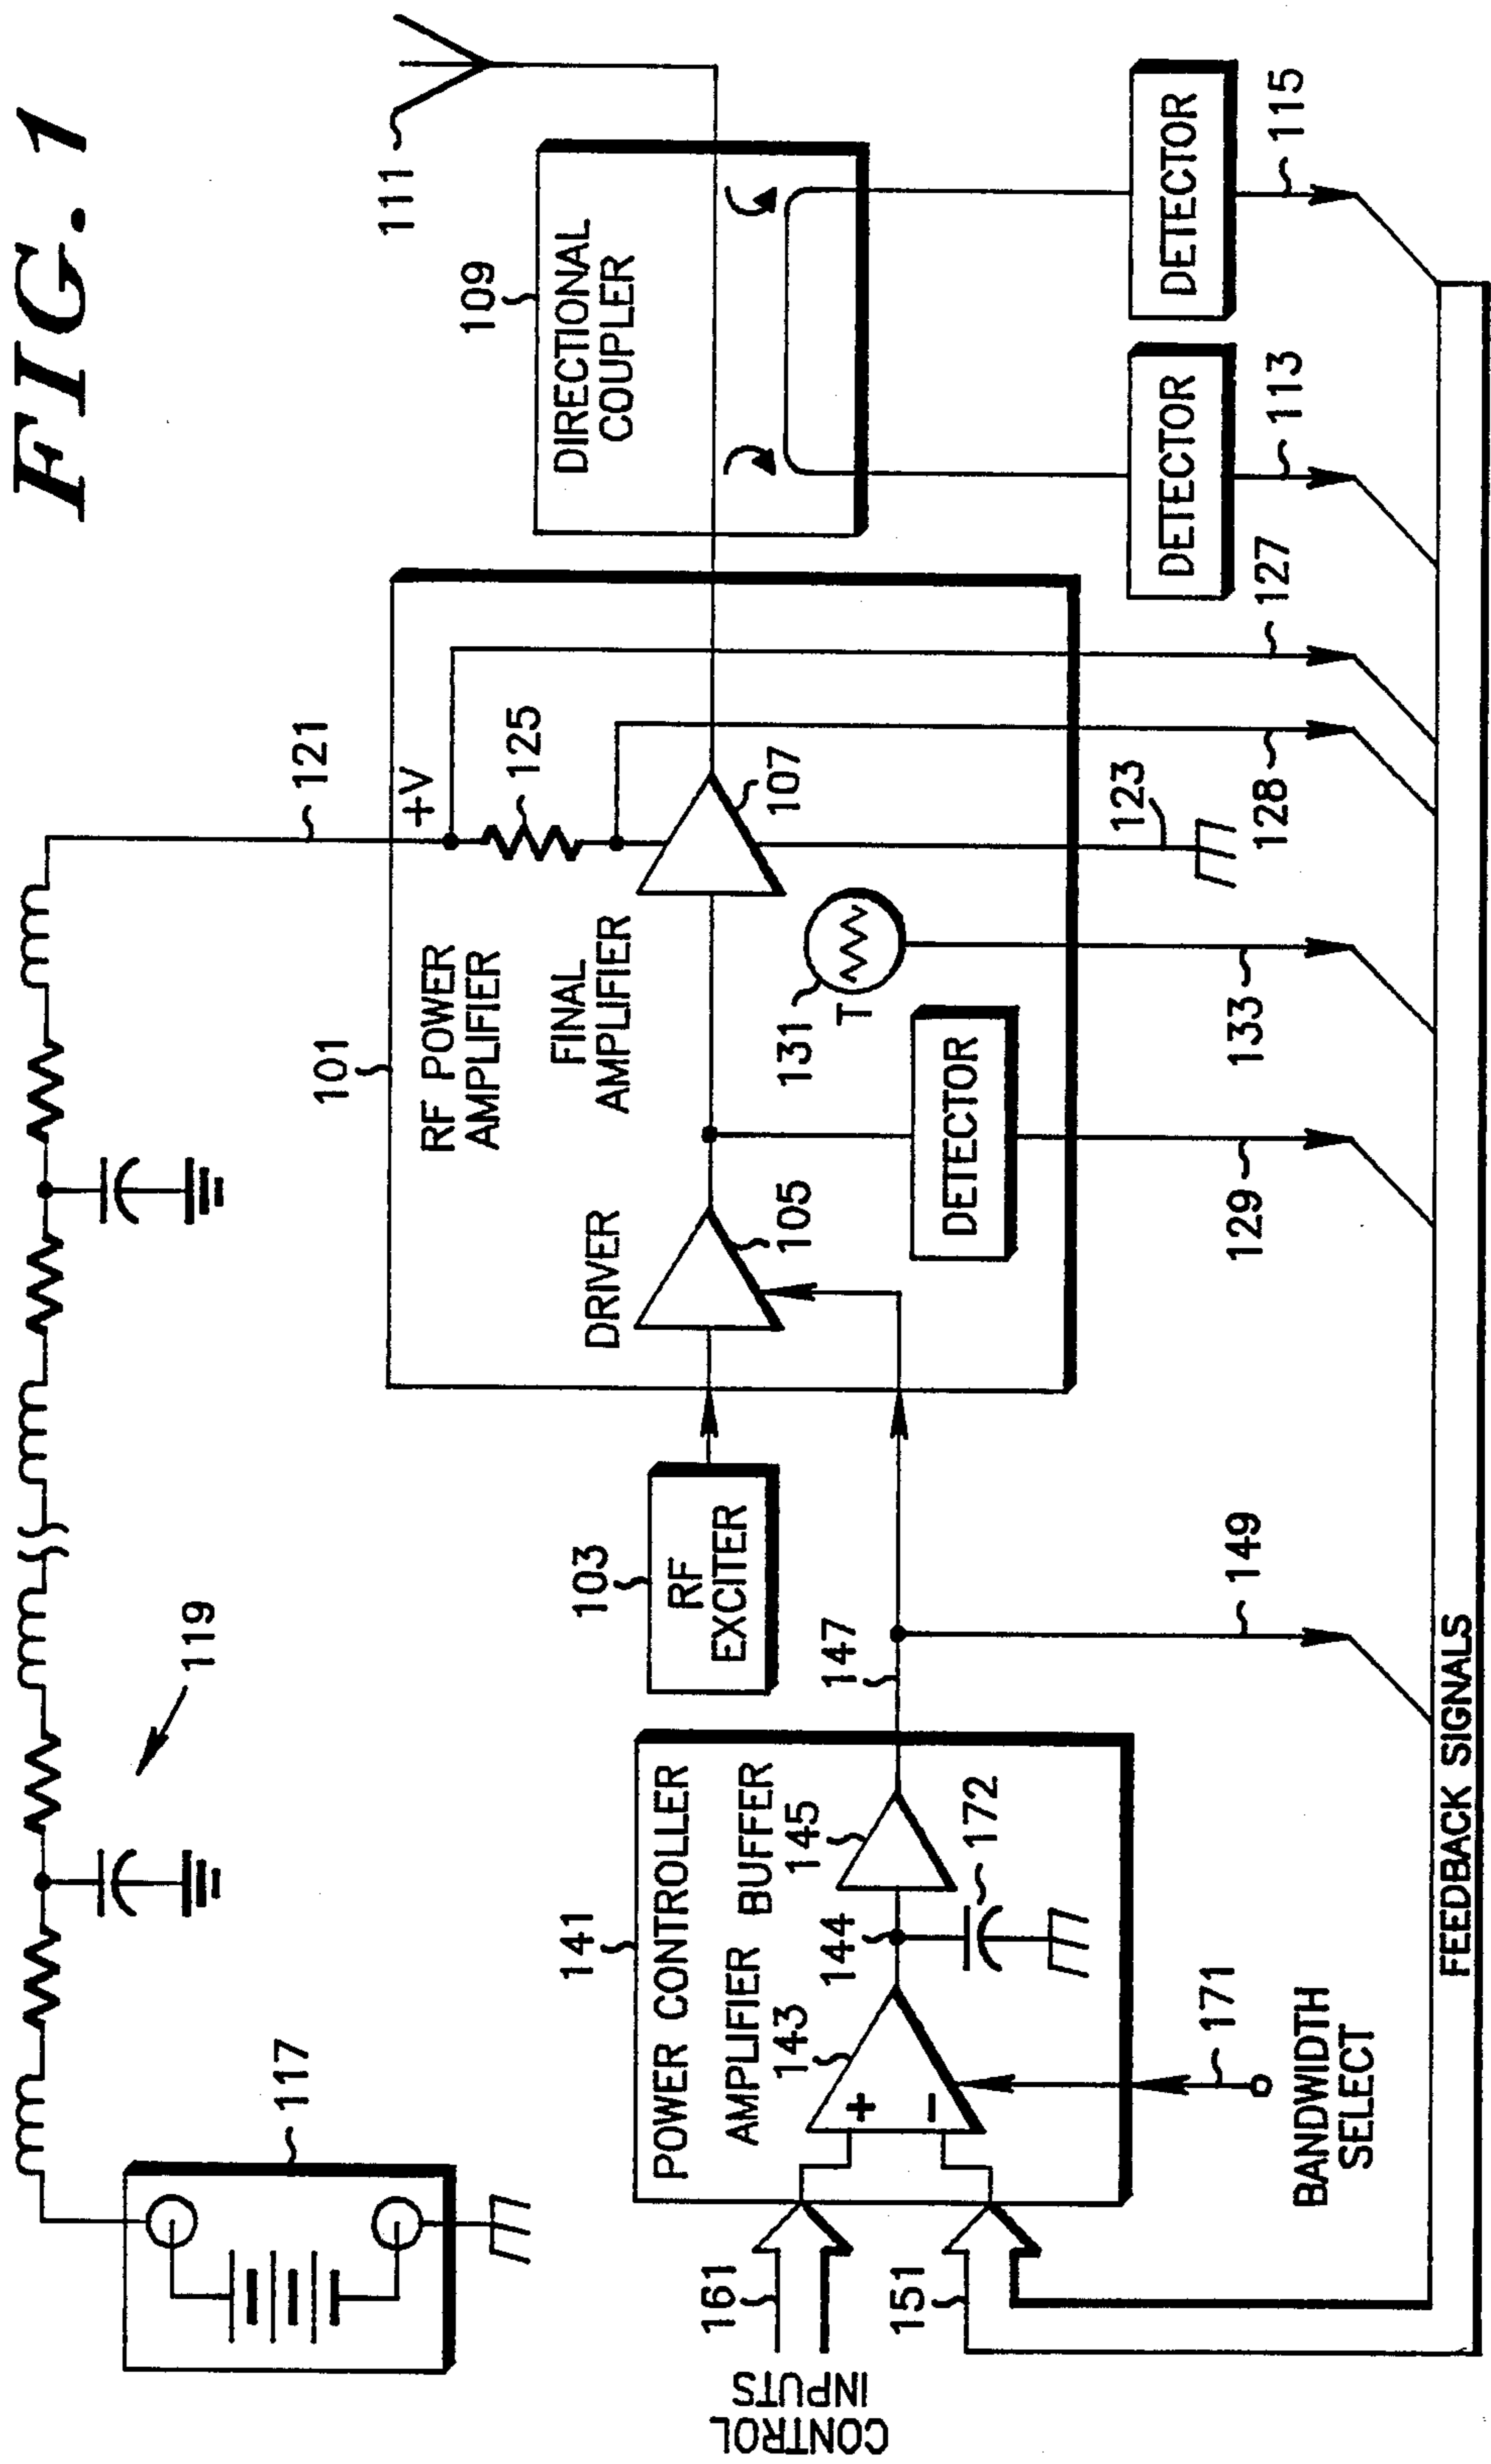 FIG. 1
119
117
121
101
RF POWER
AMPLIFIER
+V
125
FINAL
AMPLIFIER
107
DRIVER
105
131
T
DETECTOR
123
109
DIRECTIONAL
COUPLER
111
103
RF
EXCITER
141
POWER CONTROLLER
AMPLIFIER
143
BUFFER
145
144
172
147
+
−
161
CONTROL
INPUTS
151
171
BANDWIDTH
SELECT
149
129
133
128
127
DETECTOR
113
DETECTOR
115
FEEDBACK SIGNALS